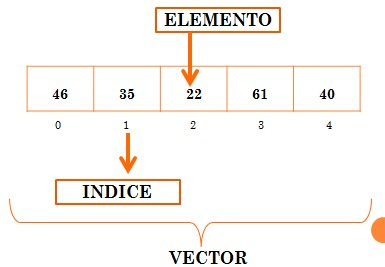 ELEMENTO
46 35 22 61 40
0 1 2 3 4
INDICE
VECTOR